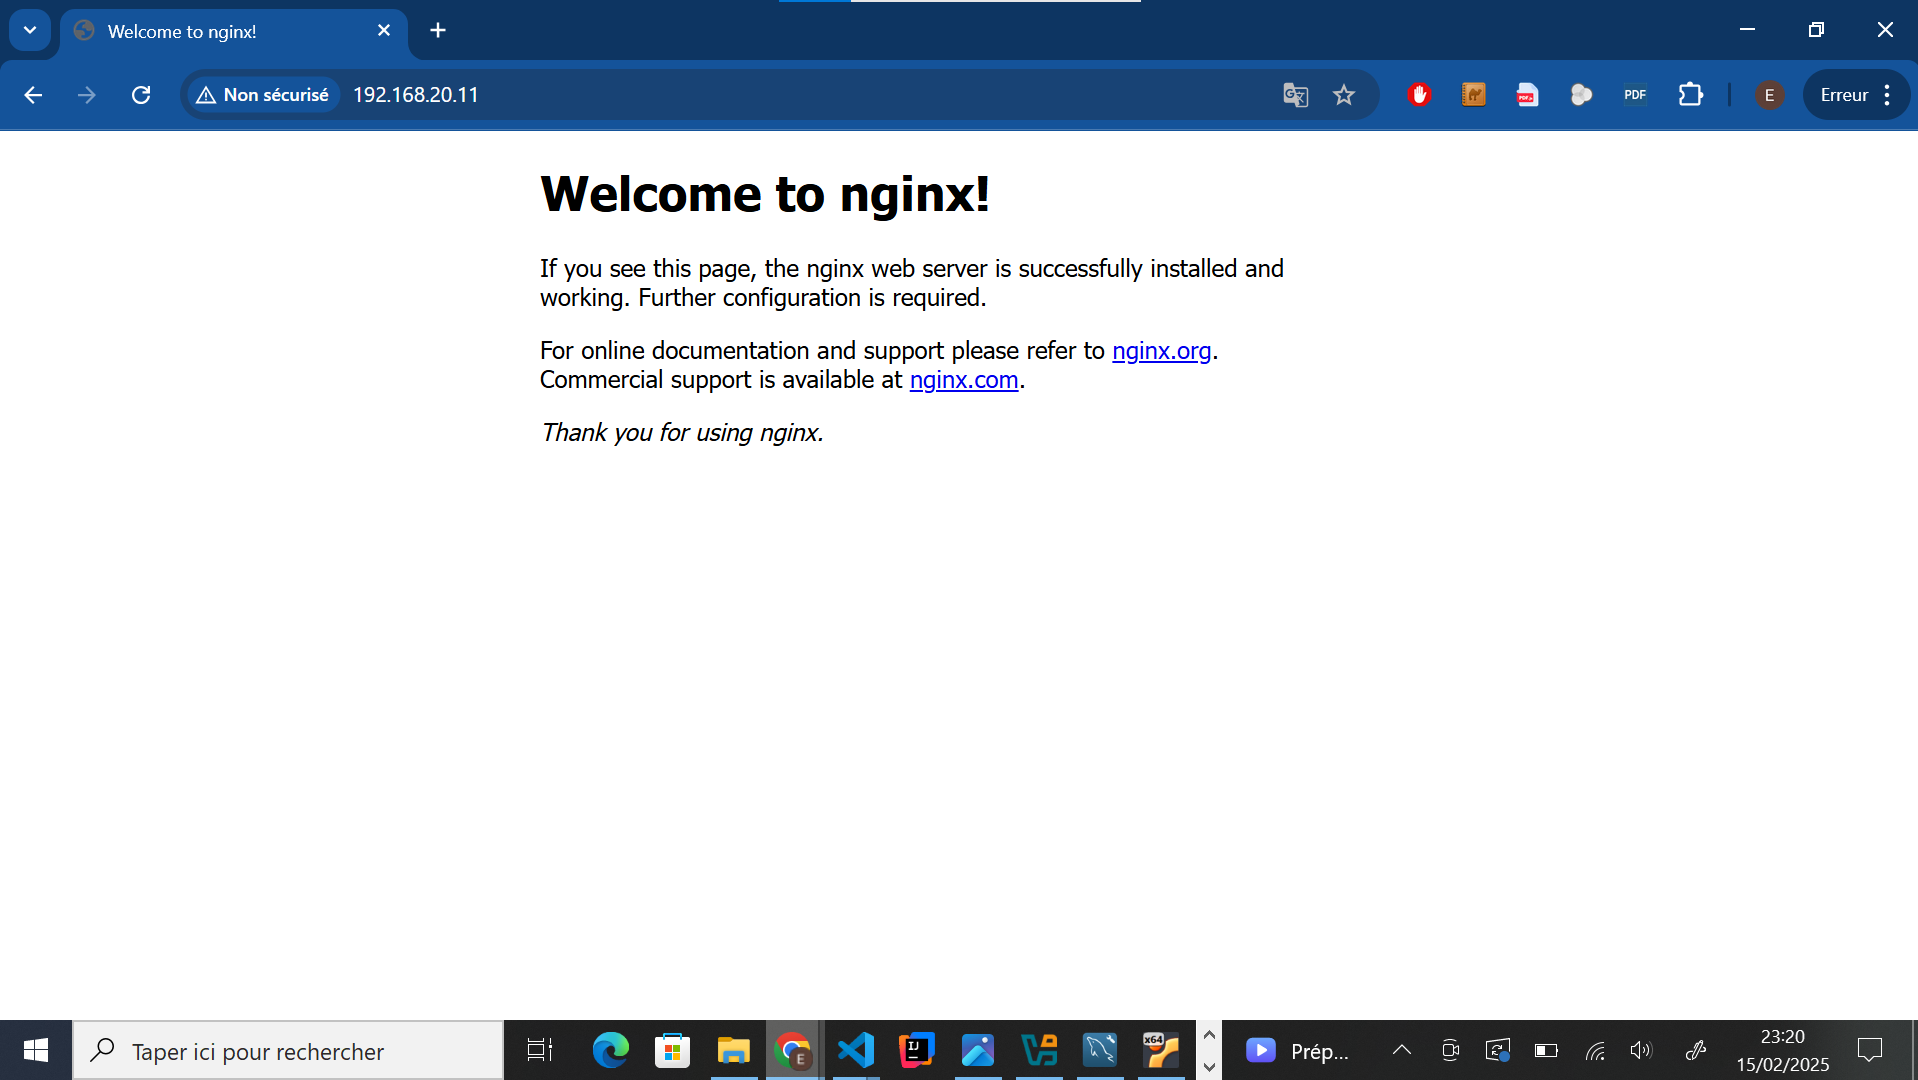 Welcome to nginx!
Non sécurisé
192.168.20.11
PDF
E
Erreur
Welcome to nginx!
If you see this page, the nginx web server is successfully installed and
working. Further configuration is required.
For online documentation and support please refer to nginx.org.
Commercial support is available at nginx.com.
Thank you for using nginx.
Taper ici pour rechercher
E
IJ
x64
Prép...
23:20
15/02/2025